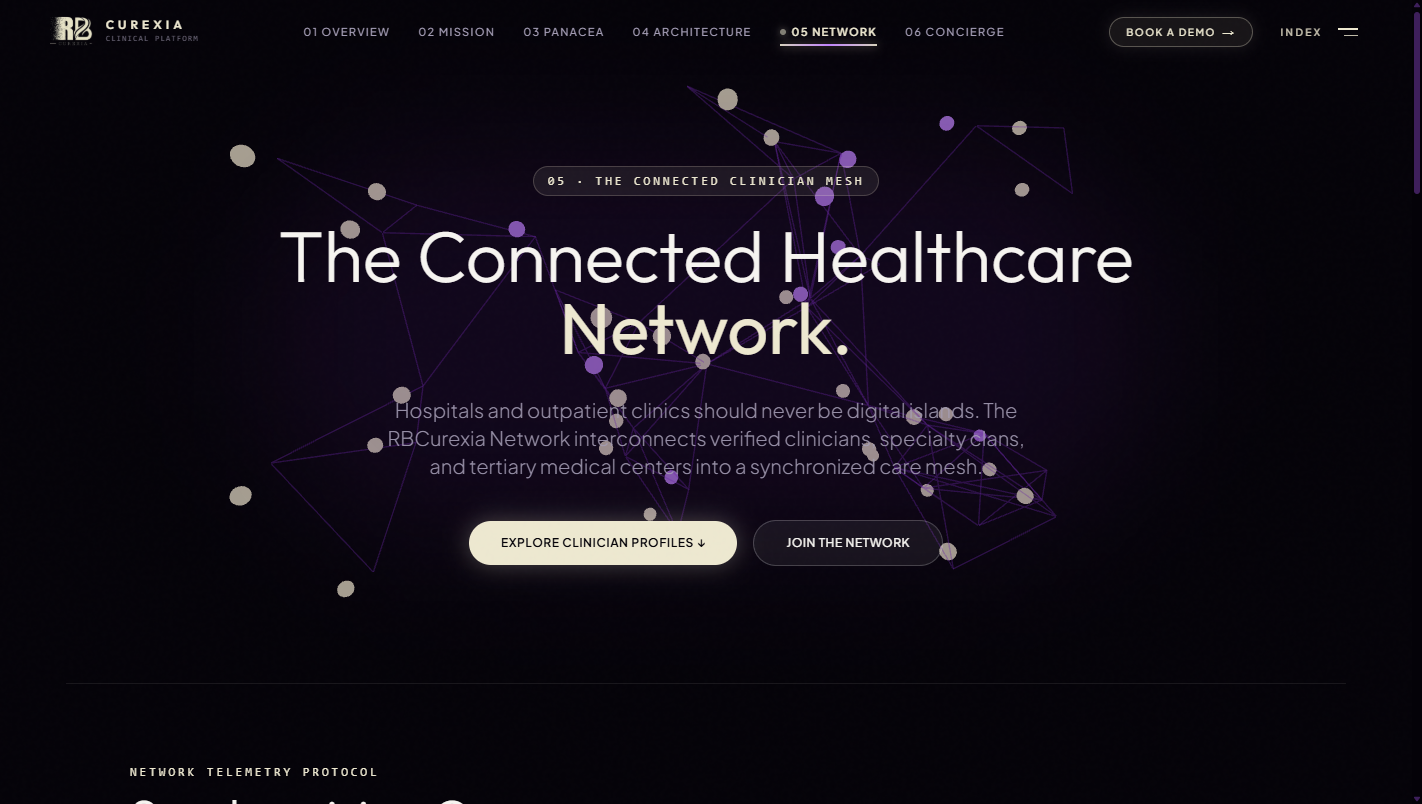 RB
CUREXIA
CLINICAL PLATFORM
01 OVERVIEW
02 MISSION
03 PANACEA
04 ARCHITECTURE
05 NETWORK
06 CONCIERGE
BOOK A DEMO →
INDEX
05 · THE CONNECTED CLINICIAN MESH
The Connected Healthcare
Network.
Hospitals and outpatient clinics should never be digital islands. The
RBCurexia Network interconnects verified clinicians, specialty clans,
and tertiary medical centers into a synchronized care mesh.
EXPLORE CLINICIAN PROFILES ↓
JOIN THE NETWORK
NETWORK TELEMETRY PROTOCOL